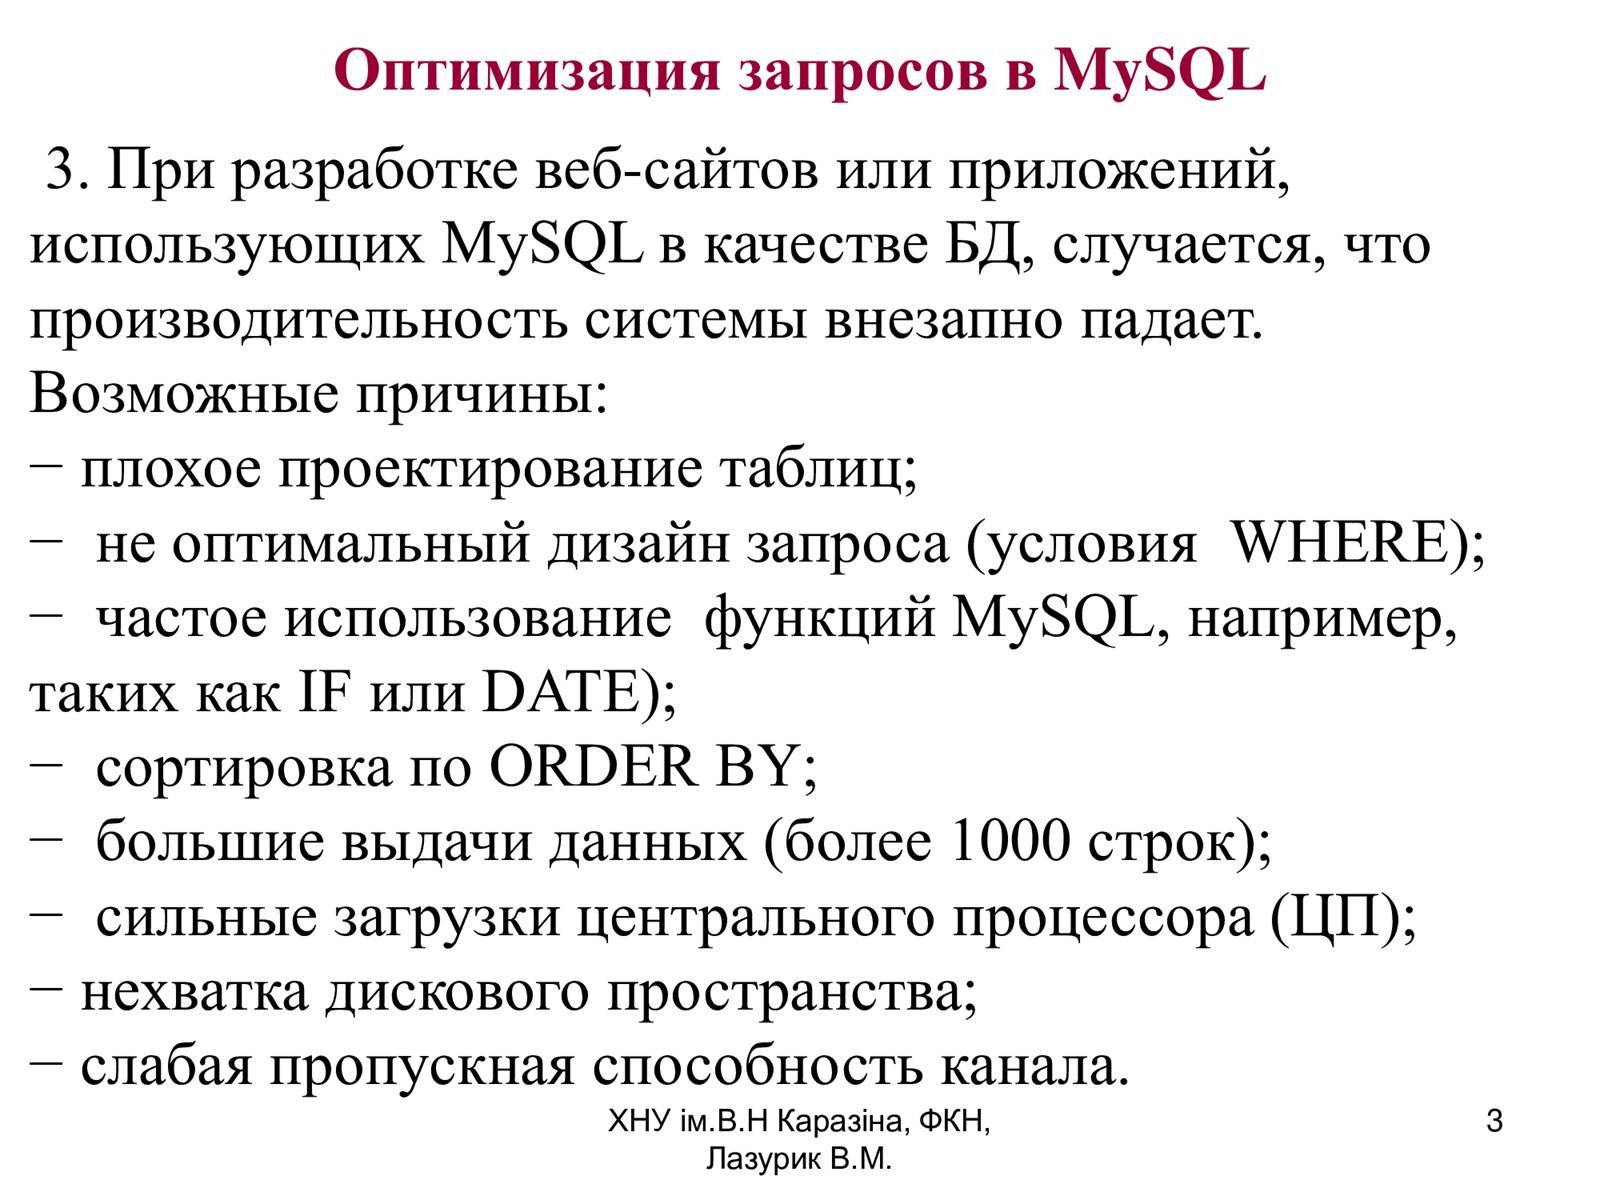 Оптимизация запросов в MySQL
3. При разработке веб-сайтов или приложений,
использующих MySQL в качестве БД, случается, что
производительность системы внезапно падает.
Возможные причины:
− плохое проектирование таблиц;
− не оптимальный дизайн запроса (условия WHERE);
− частое использование функций MySQL, например,
таких как IF или DATE);
− сортировка по ORDER BY;
− большие выдачи данных (более 1000 строк);
− сильные загрузки центрального процессора (ЦП);
− нехватка дискового пространства;
− слабая пропускная способность канала.
ХНУ ім.В.Н Каразіна, ФКН,
Лазурик В.М.
3